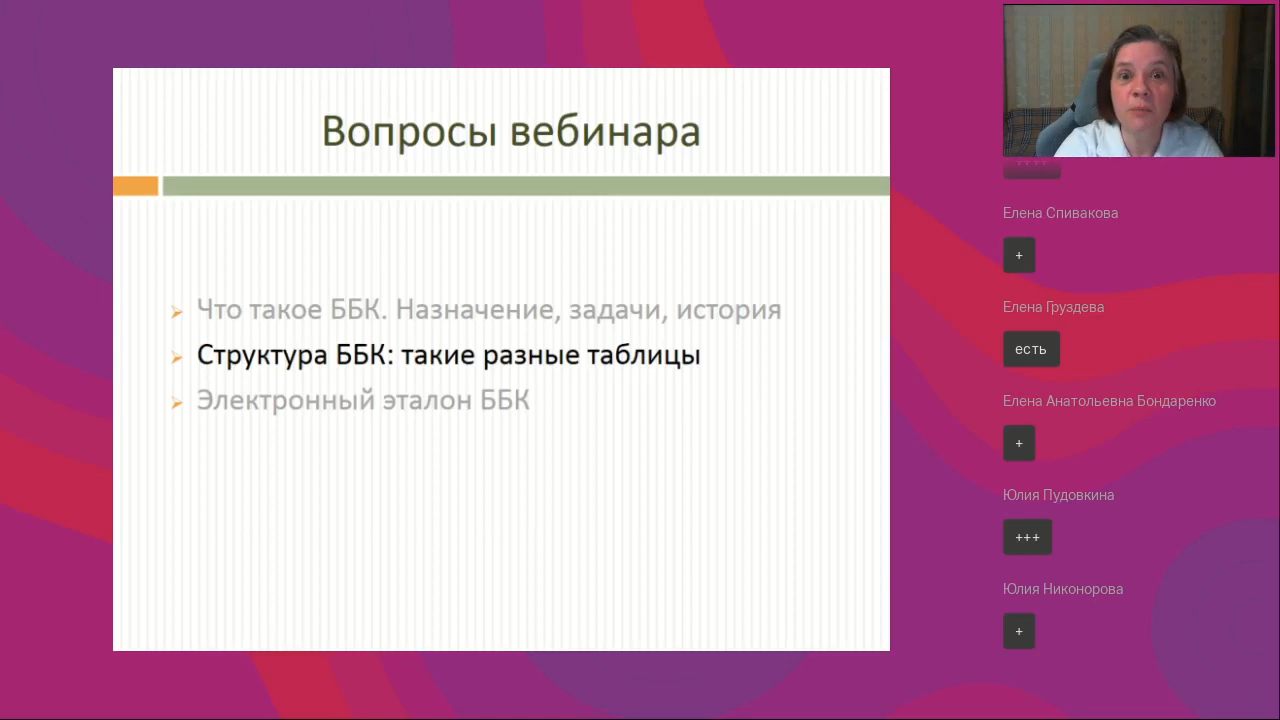 Вопросы вебинара
Что такое ББК. Назначение, задачи, история
Структура ББК: такие разные таблицы
Электронный эталон ББК
Елена Спивакова
+
Елена Груздева
есть
Елена Анатольевна Бондаренко
+
Юлия Пудовкина
+++
Юлия Никонорова
+